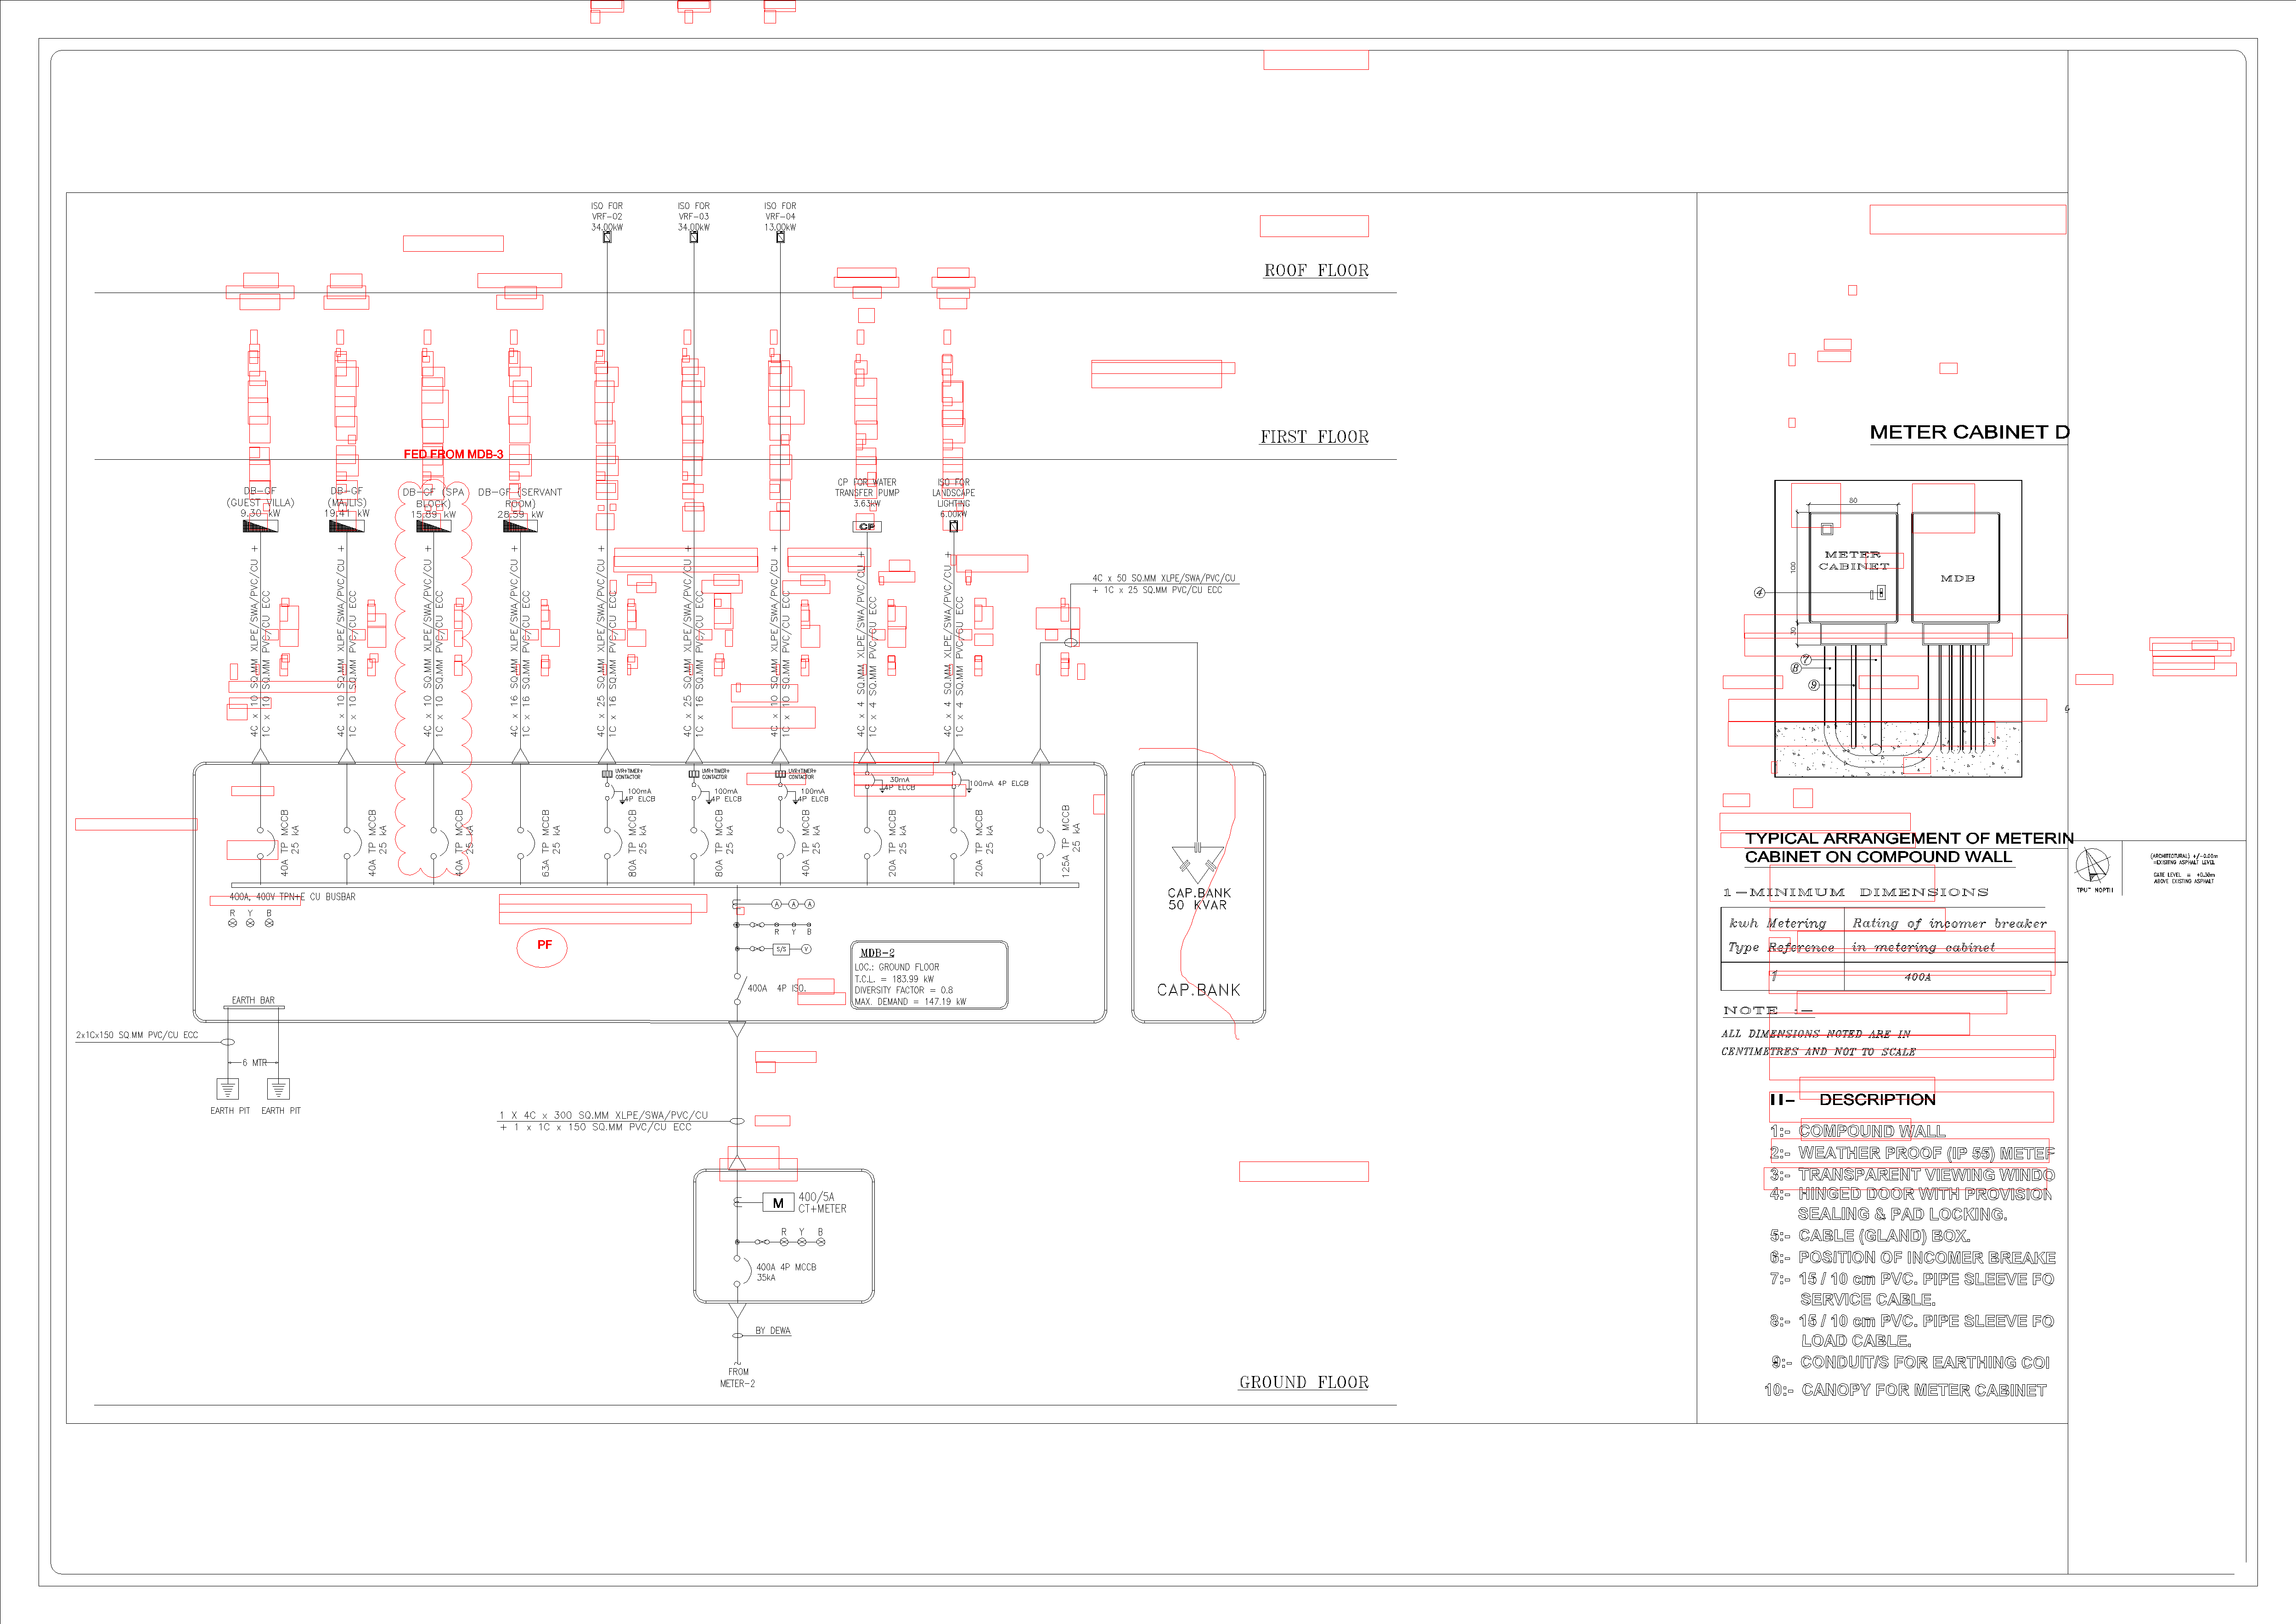 ISO FOR
VRF-02
34.00kW
ISO FOR
VRF-03
34.00kW
ISO FOR
VRF-04
13.00kW
ROOF FLOOR
FIRST FLOOR
FED FROM MDB-3
DB-GF
(GUEST VILLA)
9.30 kW
DB-GF
(MAJLIS)
19.41 kW
DB-GF (SPA
BLOCK)
15.89 kW
DB-GF (SERVANT
ROOM)
28.59 kW
CP FOR WATER
TRANSFER PUMP
3.63kW
CP
ISO FOR
LANDSCAPE
LIGHTING
6.00kW
4C x 10 SQ.MM XLPE/SWA/PVC/CU +
1C x 10 SQ.MM PVC/CU ECC
4C x 10 SQ.MM XLPE/SWA/PVC/CU +
1C x 10 SQ.MM PVC/CU ECC
4C x 10 SQ.MM XLPE/SWA/PVC/CU +
1C x 10 SQ.MM PVC/CU ECC
4C x 16 SQ.MM XLPE/SWA/PVC/CU +
1C x 16 SQ.MM PVC/CU ECC
4C x 25 SQ.MM XLPE/SWA/PVC/CU +
1C x 16 SQ.MM PVC/CU ECC
4C x 25 SQ.MM XLPE/SWA/PVC/CU +
1C x 16 SQ.MM PVC/CU ECC
4C x 10 SQ.MM XLPE/SWA/PVC/CU +
1C x 10 SQ.MM PVC/CU ECC
4C x 4 SQ.MM XLPE/SWA/PVC/CU +
1C x 4 SQ.MM PVC/CU ECC
4C x 4 SQ.MM XLPE/SWA/PVC/CU +
1C x 4 SQ.MM PVC/CU ECC
4C x 50 SQ.MM XLPE/SWA/PVC/CU
+ 1C x 25 SQ.MM PVC/CU ECC
UVR+TIMER+
CONTACTOR
UVR+TIMER+
CONTACTOR
UVR+TIMER+
CONTACTOR
100mA
4P ELCB
100mA
4P ELCB
100mA
4P ELCB
30mA
4P ELCB
100mA 4P ELCB
40A TP MCCB
25 kA
40A TP MCCB
25 kA
40A TP MCCB
25 kA
63A TP MCCB
25 kA
80A TP MCCB
25 kA
80A TP MCCB
25 kA
40A TP MCCB
25 kA
20A TP MCCB
25 kA
20A TP MCCB
25 kA
125A TP MCCB
25 kA
400A, 400V TPN+E CU BUSBAR
R Y B
PF
A A A
R Y B
S/S V
400A 4P ISO.
MDB-2
LOC.: GROUND FLOOR
T.C.L. = 183.99 kW
DIVERSITY FACTOR = 0.8
MAX. DEMAND = 147.19 kW
CAP.BANK
50 KVAR
CAP.BANK
EARTH BAR
2x1Cx150 SQ.MM PVC/CU ECC
6 MTR
EARTH PIT EARTH PIT
1 X 4C x 300 SQ.MM XLPE/SWA/PVC/CU
+ 1 x 1C x 150 SQ.MM PVC/CU ECC
M
400/5A
CT+METER
R Y B
400A 4P MCCB
35kA
BY DEWA
FROM
METER-2
GROUND FLOOR
METER CABINET D
80
100
30
METER
CABINET
MDB
4
7
8
9
G
TYPICAL ARRANGEMENT OF METERIN
CABINET ON COMPOUND WALL
1-MINIMUM DIMENSIONS
kwh Metering Rating of incomer breaker
Type Reference in metering cabinet
1 400A
NOTE :-
ALL DIMENSIONS NOTED ARE IN
CENTIMETRES AND NOT TO SCALE
II- DESCRIPTION
1:- COMPOUND WALL
2:- WEATHER PROOF (IP 55) METER
3:- TRANSPARENT VIEWING WINDO
4:- HINGED DOOR WITH PROVISION
SEALING & PAD LOCKING.
5:- CABLE (GLAND) BOX.
6:- POSITION OF INCOMER BREAKE
7:- 15 / 10 cm PVC. PIPE SLEEVE FO
SERVICE CABLE.
8:- 15 / 10 cm PVC. PIPE SLEEVE FO
LOAD CABLE.
9:- CONDUIT/S FOR EARTHING CO
10:- CANOPY FOR METER CABINET
(ARCHITECTURAL) +/-0.00m
=EXISTING ASPHALT LEVEL
GATE LEVEL = +0.30m
ABOVE EXISTING ASPHALT